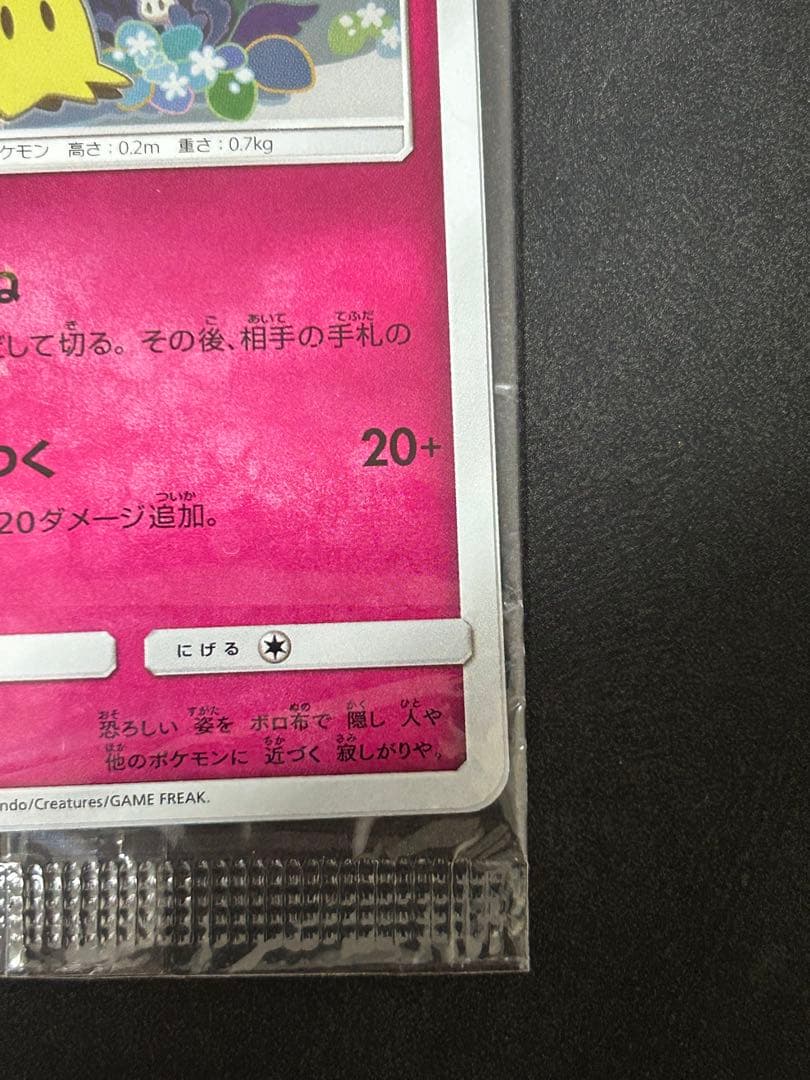 ケモン 高さ：0.2m 重さ：0.7kg
ね
して切る。その後、相手の手札の
つく
20+
20ダメージ追加。
にげる
恐ろしい 姿を ボロ布で 隠し 人や
他のポケモンに 近づく 寂しがりや。
ndo/Creatures/GAME FREAK.